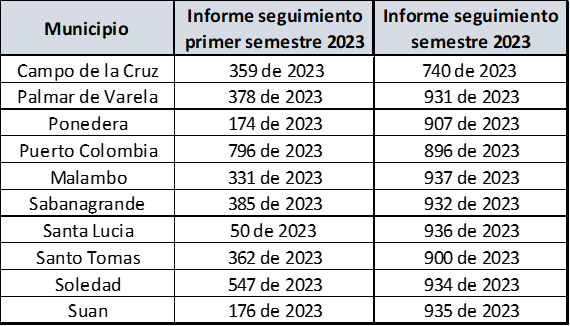 Municipio Informe seguimiento primer semestre 2023 Informe seguimiento semestre 2023
Campo de la Cruz 359 de 2023 740 de 2023
Palmar de Varela 378 de 2023 931 de 2023
Ponedera 174 de 2023 907 de 2023
Puerto Colombia 796 de 2023 896 de 2023
Malambo 331 de 2023 937 de 2023
Sabanagrande 385 de 2023 932 de 2023
Santa Lucia 50 de 2023 936 de 2023
Santo Tomas 362 de 2023 900 de 2023
Soledad 547 de 2023 934 de 2023
Suan 176 de 2023 935 de 2023